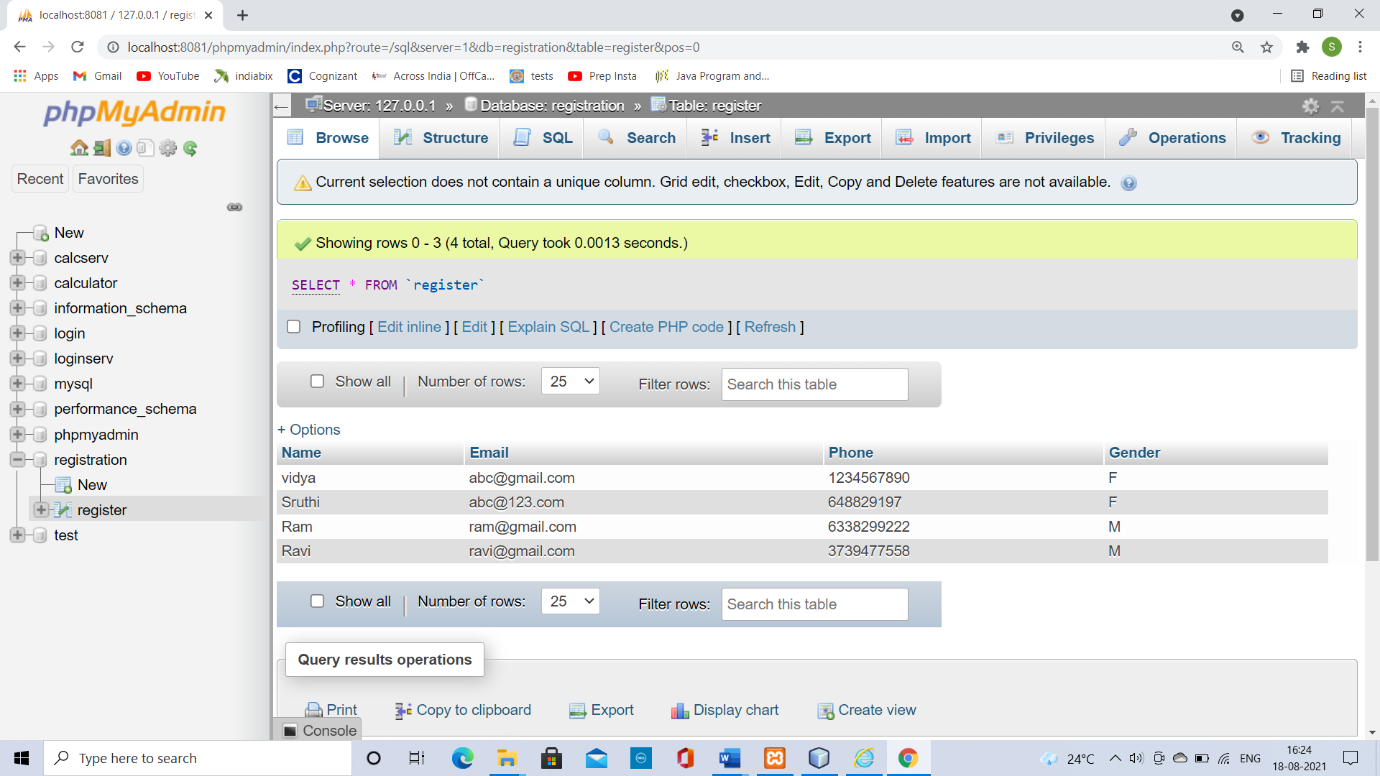 localhost:8081 / 127.0.0.1 / regist
localhost:8081/phpmyadmin/index.php?route=/sql&server=1&db=registration&table=register&pos=0
S
Apps Gmail YouTube indiabix Cognizant Across India | OffCa... tests Prep Insta Java Program and... Reading list
phpMyAdmin
Recent Favorites
New
calcserv
calculator
information_schema
login
loginserv
mysql
performance_schema
phpmyadmin
registration
New
register
test
Server: 127.0.0.1 » Database: registration » Table: register
Browse Structure SQL Search Insert Export Import Privileges Operations Tracking
Current selection does not contain a unique column. Grid edit, checkbox, Edit, Copy and Delete features are not available.
Showing rows 0 - 3 (4 total, Query took 0.0013 seconds.)
SELECT * FROM `register`
Profiling [ Edit inline ] [ Edit ] [ Explain SQL ] [ Create PHP code ] [ Refresh ]
Show all | Number of rows: 25 Filter rows: Search this table
+ Options
Name Email Phone Gender
vidya abc@gmail.com 1234567890 F
Sruthi abc@123.com 648829197 F
Ram ram@gmail.com 6338299222 M
Ravi ravi@gmail.com 3739477558 M
Show all | Number of rows: 25 Filter rows: Search this table
Query results operations
Print Copy to clipboard Export Display chart Create view
Console
Type here to search
24°C ENG 16:24
18-08-2021